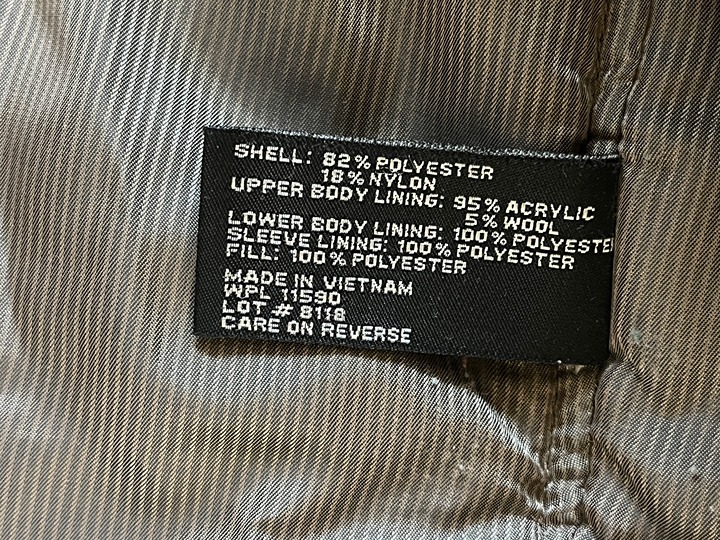 SHELL: 82% POLYESTER
18% NYLON
UPPER BODY LINING: 95% ACRYLIC
5% WOOL
LOWER BODY LINING: 100% POLYESTE
SLEEVE LINING: 100% POLYESTER
FILL: 100% POLYESTER
MADE IN VIETNAM
WPL 11590
LOT # 8118
CARE ON REVERSE